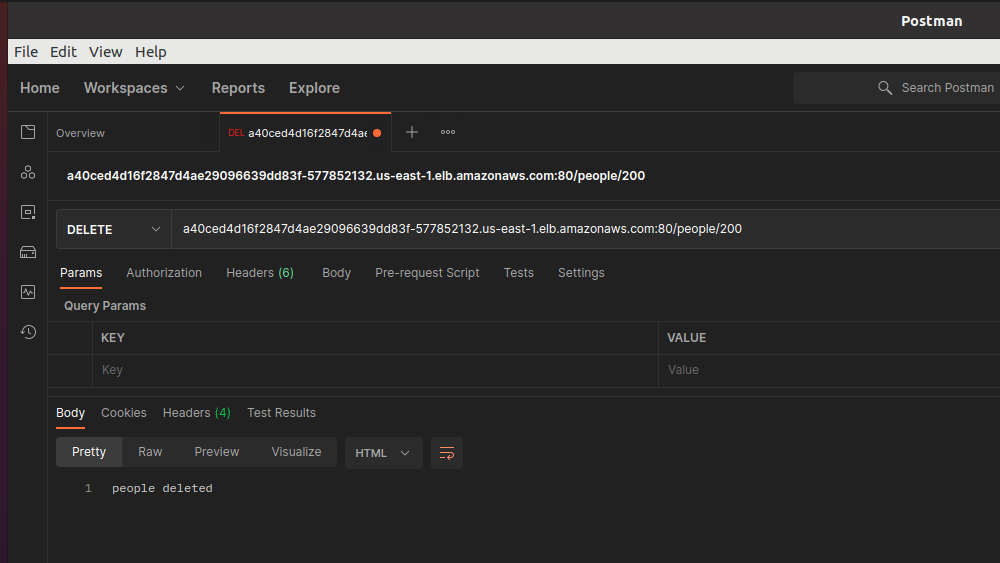 Postman
File Edit View Help
Home Workspaces Reports Explore Search Postman
Overview DEL a40ced4d16f2847d4ae
a40ced4d16f2847d4ae29096639dd83f-577852132.us-east-1.elb.amazonaws.com:80/people/200
DELETE a40ced4d16f2847d4ae29096639dd83f-577852132.us-east-1.elb.amazonaws.com:80/people/200
Params Authorization Headers (6) Body Pre-request Script Tests Settings
Query Params
KEY VALUE
Key Value
Body Cookies Headers (4) Test Results
Pretty Raw Preview Visualize HTML
1 people deleted